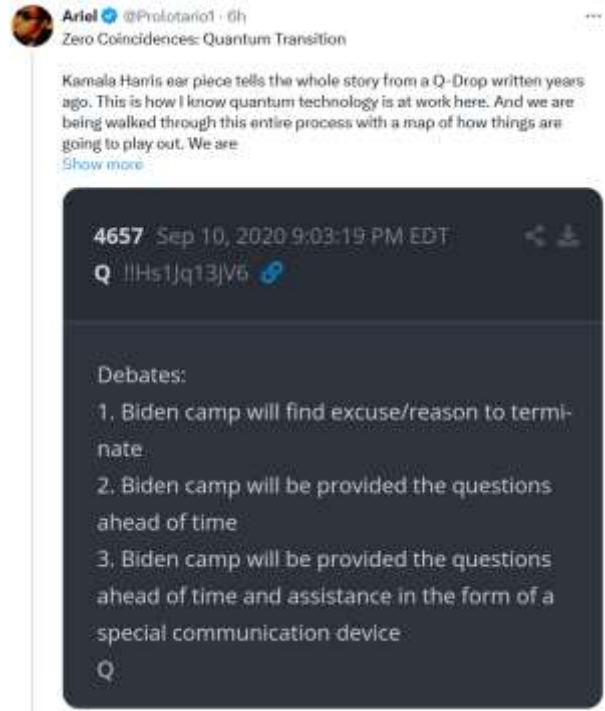 Ariel @Prolotario1 · 6h
Zero Coincidences: Quantum Transition
Kamala Harris ear piece tells the whole story from a Q-Drop written years
ago. This is how I know quantum technology is at work here. And we are
being walked through this entire process with a map of how things are
going to play out. We are
Show more
4657 Sep 10, 2020 9:03:19 PM EDT
Q !!Hs1Jq13jV6
Debates:
1. Biden camp will find excuse/reason to termi-
nate
2. Biden camp will be provided the questions
ahead of time
3. Biden camp will be provided the questions
ahead of time and assistance in the form of a
special communication device
Q